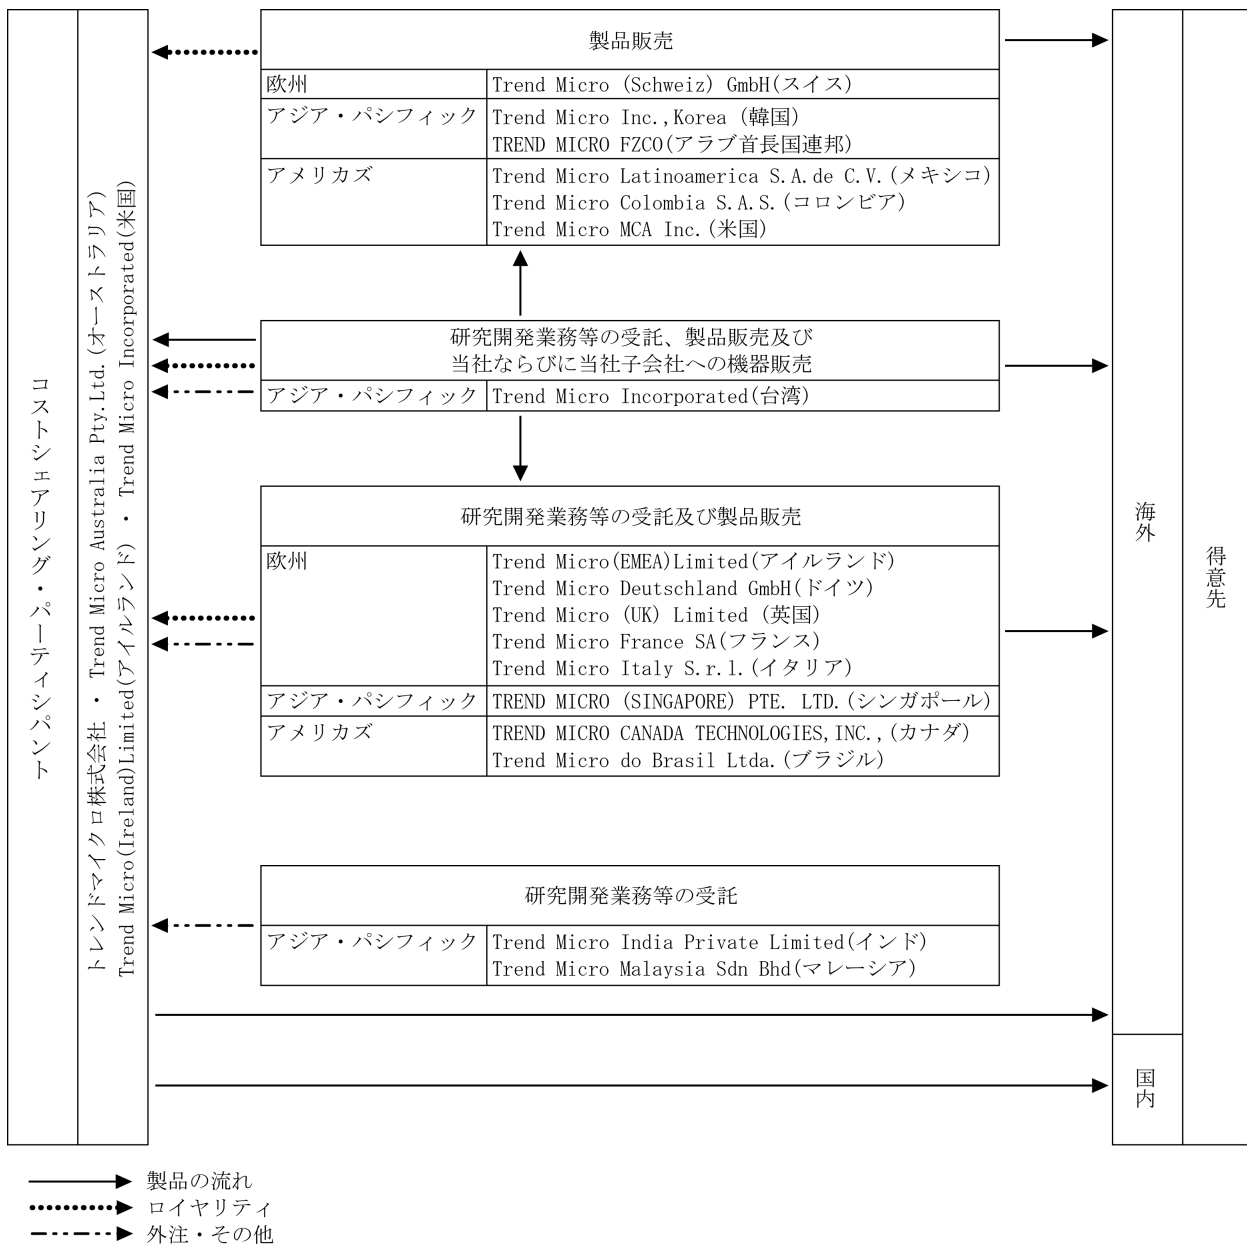 コストシェアリング・パーティシパント
トレンドマイクロ株式会社 ・ Trend Micro Australia Pty.Ltd.(オーストラリア)
Trend Micro(Ireland)Limited(アイルランド) ・ Trend Micro Incorporated(米国)
製品販売
欧州
Trend Micro (Schweiz) GmbH(スイス)
アジア・パシフィック
Trend Micro Inc.,Korea (韓国)
TREND MICRO FZCO(アラブ首長国連邦)
アメリカズ
Trend Micro Latinoamerica S.A.de C.V.(メキシコ)
Trend Micro Colombia S.A.S.(コロンビア)
Trend Micro MCA Inc.(米国)
研究開発業務等の受託、製品販売及び
当社ならびに当社子会社への機器販売
アジア・パシフィック
Trend Micro Incorporated(台湾)
研究開発業務等の受託及び製品販売
欧州
Trend Micro(EMEA)Limited(アイルランド)
Trend Micro Deutschland GmbH(ドイツ)
Trend Micro (UK) Limited (英国)
Trend Micro France SA(フランス)
Trend Micro Italy S.r.l.(イタリア)
アジア・パシフィック
TREND MICRO (SINGAPORE) PTE. LTD.(シンガポール)
アメリカズ
TREND MICRO CANADA TECHNOLOGIES,INC.,(カナダ)
Trend Micro do Brasil Ltda.(ブラジル)
研究開発業務等の受託
アジア・パシフィック
Trend Micro India Private Limited(インド)
Trend Micro Malaysia Sdn Bhd(マレーシア)
海外
国内
得意先
製品の流れ
ロイヤリティ
外注・その他